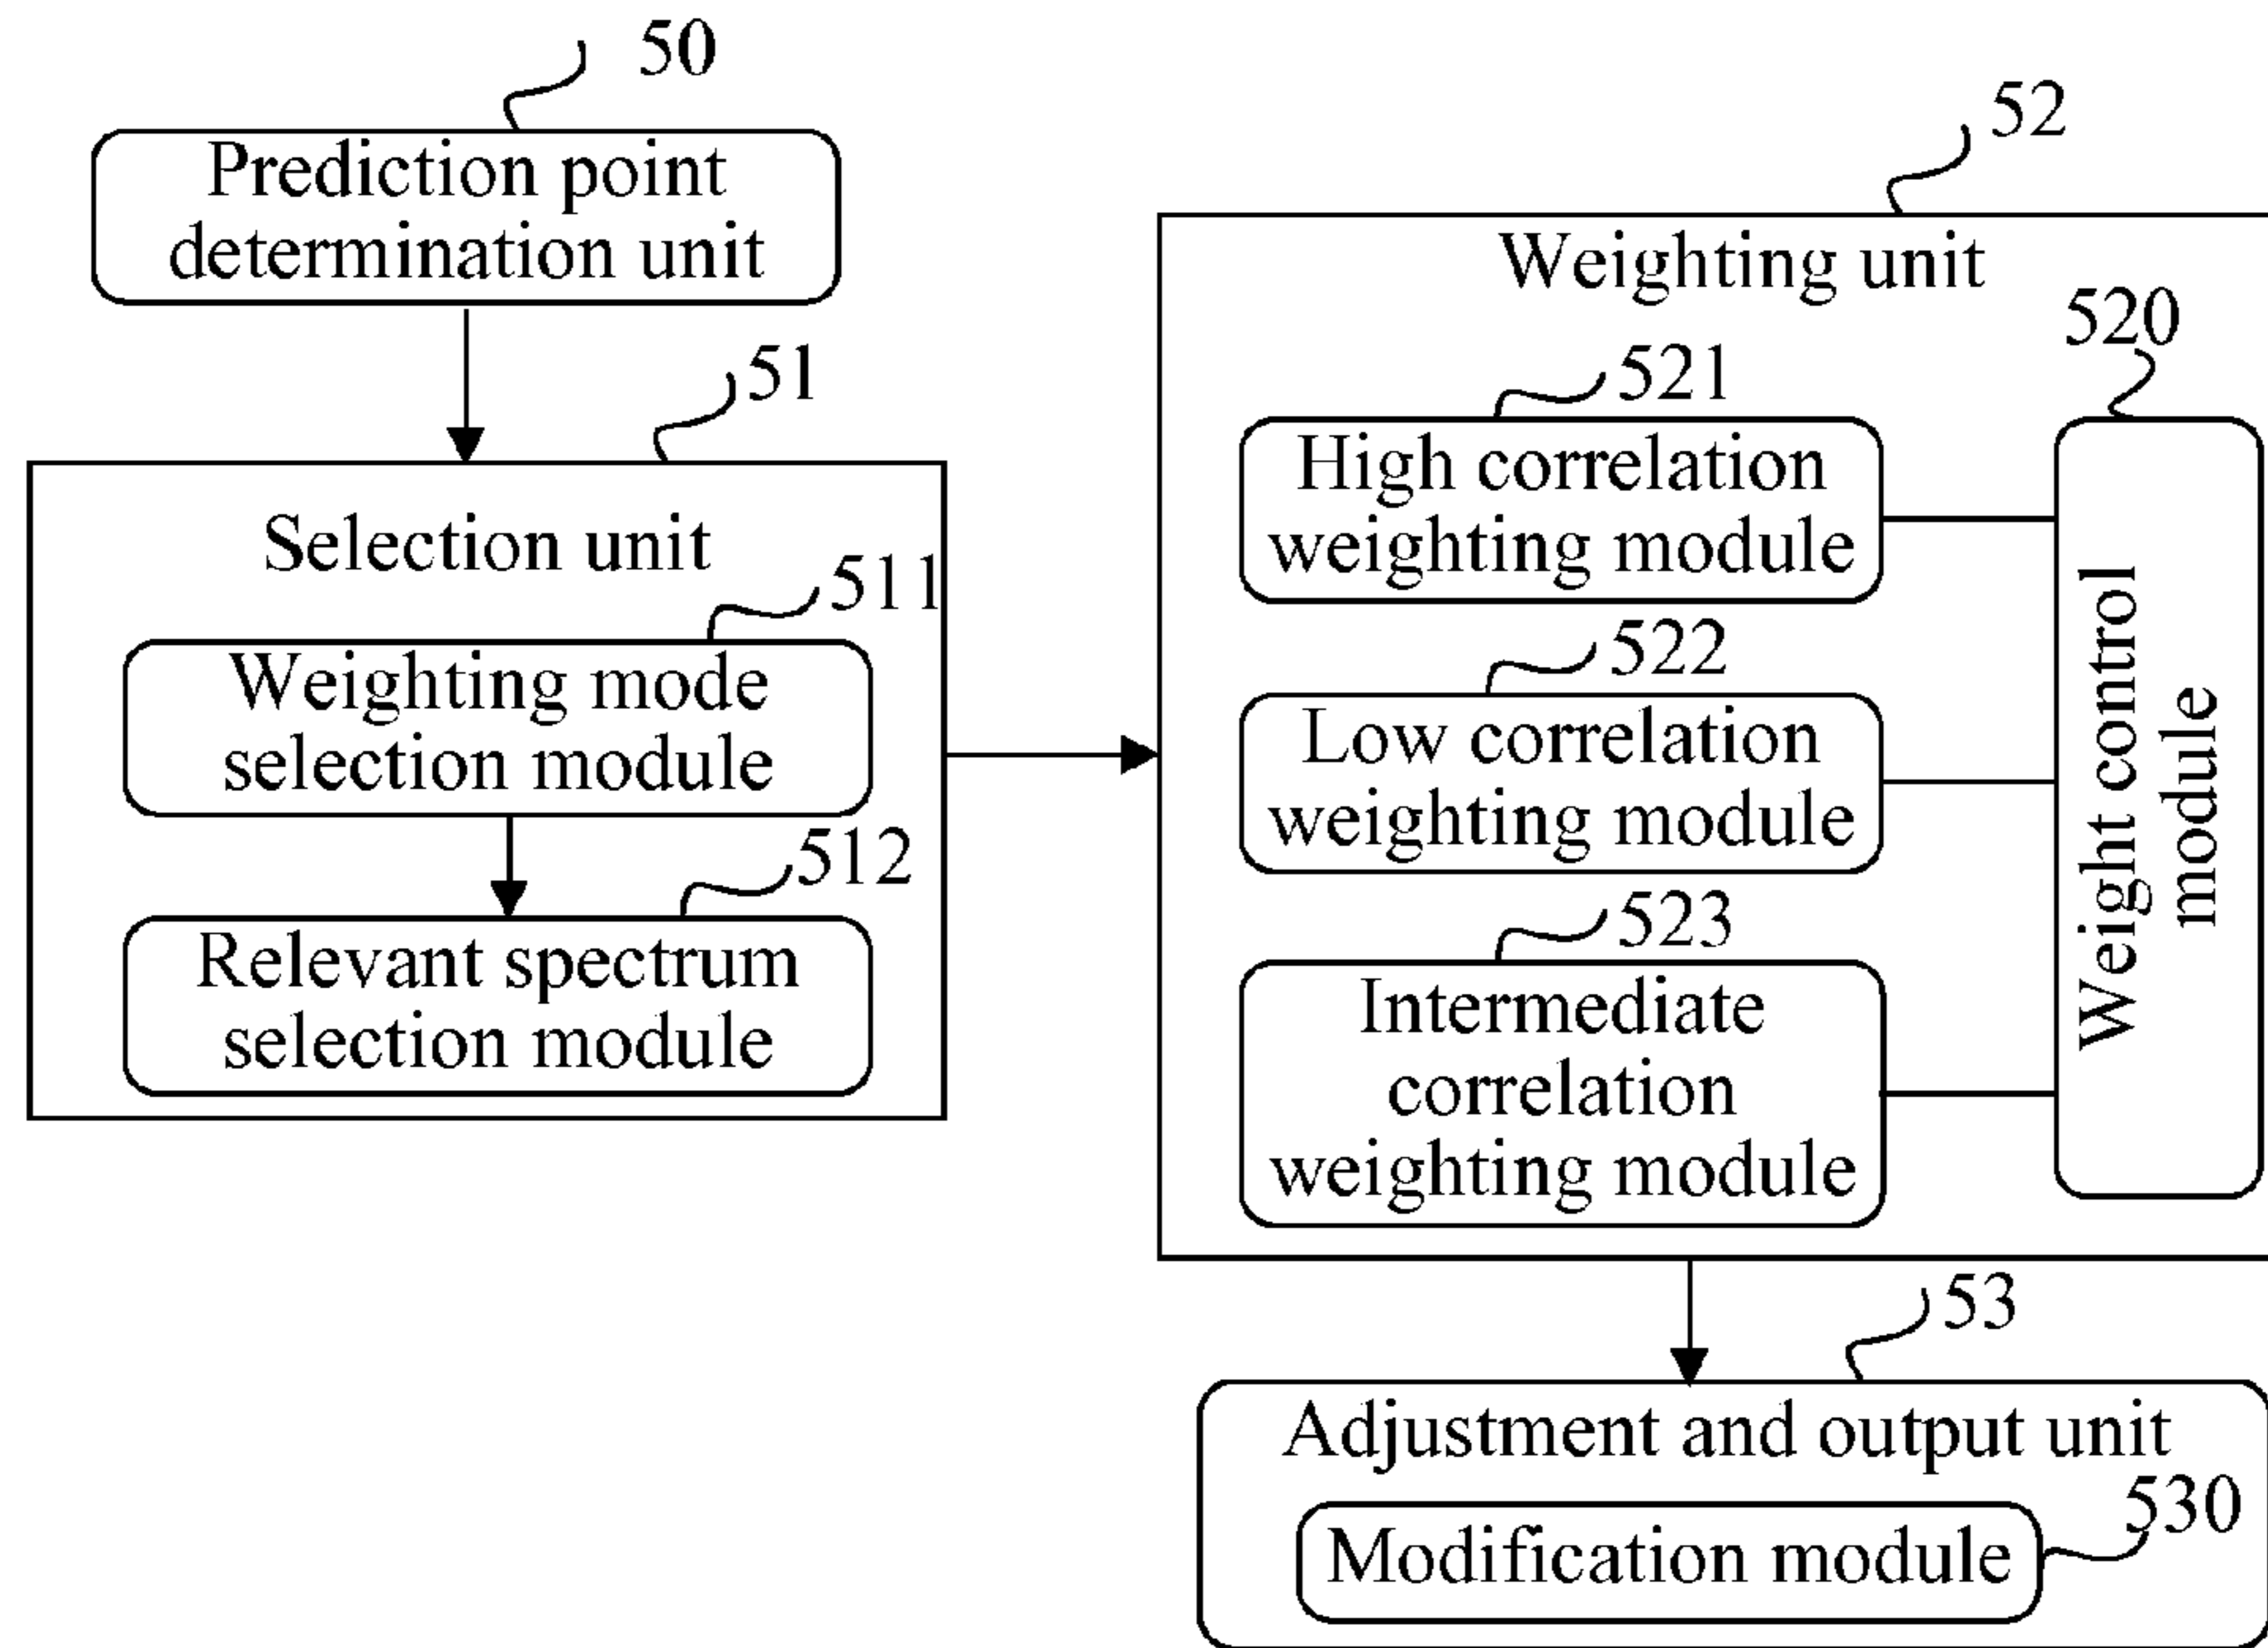 50
Prediction point
determination unit
51
Selection unit
511
Weighting mode
selection module
512
Relevant spectrum
selection module
52
Weighting unit
520
521
High correlation
weighting module
522
Low correlation
weighting module
523
Intermediate
correlation
weighting module
Weight control
module
53
Adjustment and output unit
530
Modification module